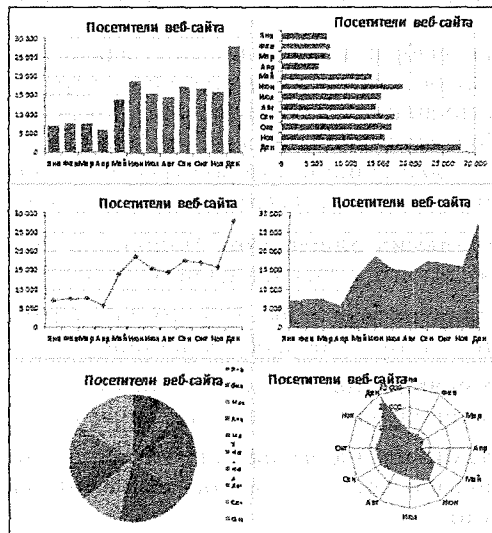 Посетители веб-сайта
30 000
25 000
20 000
15 000
10 000
5 000
0
Янв Фев Мар Апр Май Июн Июл Авг Сен Окт Ноя Дек
Посетители веб-сайта
Янв
Фев
Мар
Апр
Май
Июн
Июл
Авг
Сен
Окт
Ноя
Дек
0 5 000 10 000 15 000 20 000 25 000 30 000
Посетители веб-сайта
30 000
25 000
20 000
15 000
10 000
5 000
0
Янв Фев Мар Апр Май Июн Июл Авг Сен Окт Ноя Дек
Посетители веб-сайта
30 000
25 000
20 000
15 000
10 000
5 000
0
Янв Фев Мар Апр Май Июн Июл Авг Сен Окт Ноя Дек
Посетители веб-сайта
Посетители веб-сайта
Фев
Мар
Апр
Май
Июн
Июл
Авг
Сен
Окт
Ноя
Дек